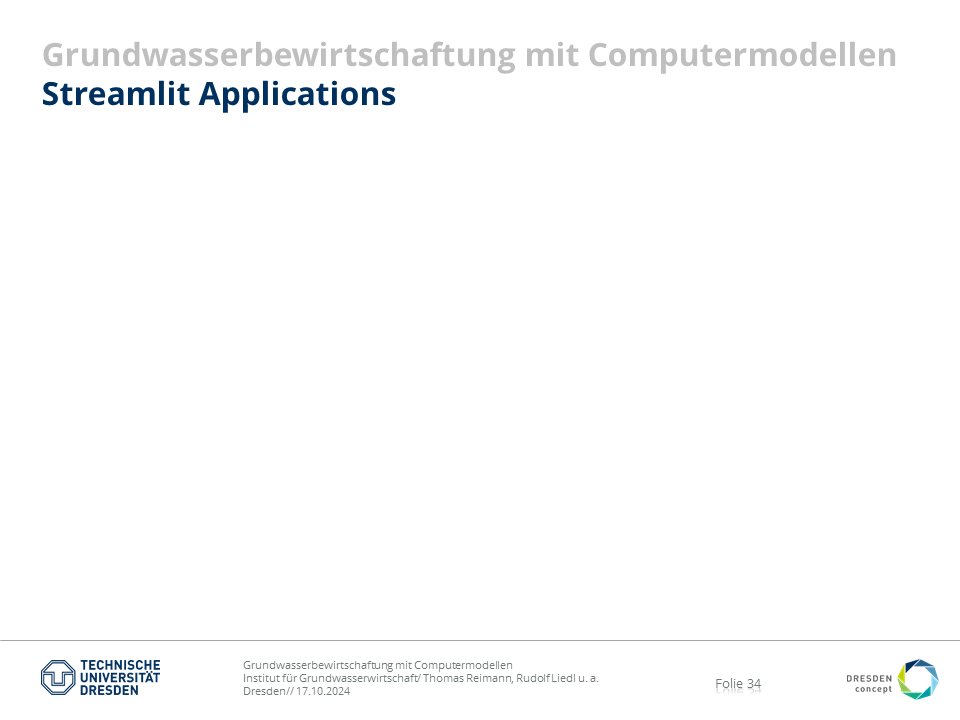 Grundwasserbewirtschaftung mit Computermodellen
Streamlit Applications
TECHNISCHE
UNIVERSITÄT
DRESDEN
Grundwasserbewirtschaftung mit Computermodellen
Institut für Grundwasserwirtschaft/ Thomas Reimann, Rudolf Liedl u. a.
Dresden// 17.10.2024
Folie 34
DRESDEN
concept